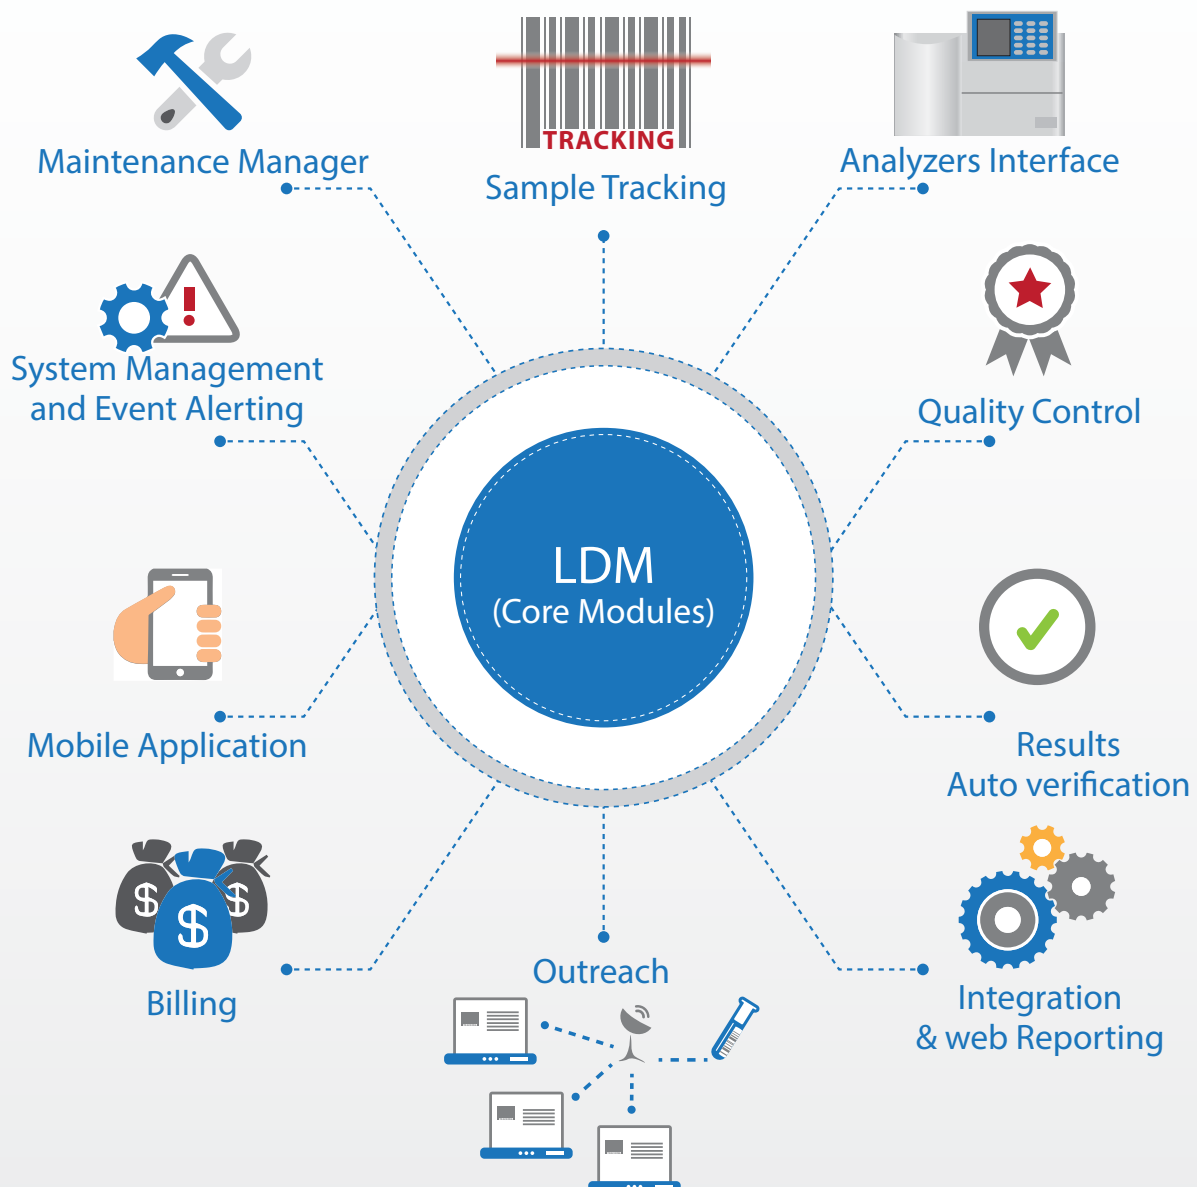 Maintenance Manager
TRACKING
Sample Tracking
Analyzers Interface
System Management
and Event Alerting
Quality Control
LDM
(Core Modules)
Mobile Application
Results
Auto verification
$ $ $
Billing
Outreach
Integration
& web Reporting